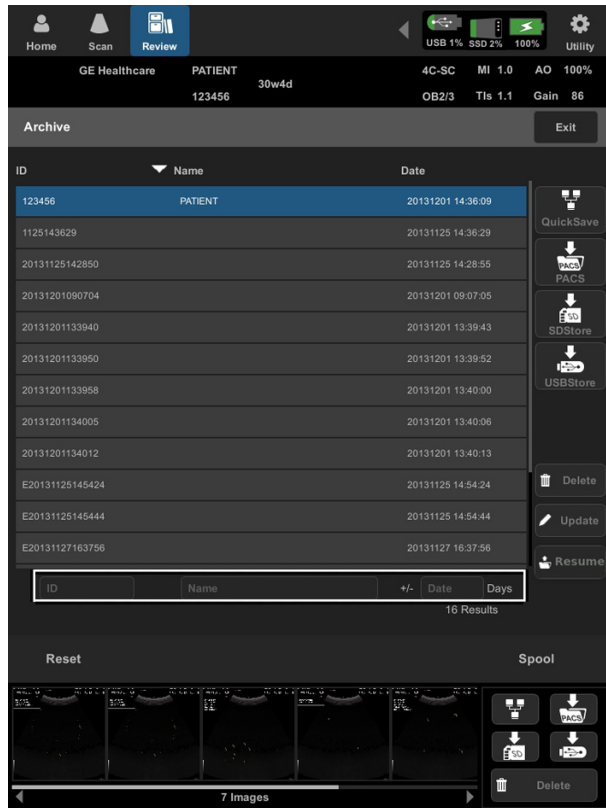 Home Scan Review USB 1% SSD 2% 100% Utility
GE Healthcare PATIENT 30w4d 4C-SC MI 1.0 AO 100%
123456 OB2/3 TIs 1.1 Gain 86
Archive Exit
ID Name Date
123456 PATIENT 20131201 14:36:09
QuickSave
1125143629 20131125 14:36:29
20131125142850 20131125 14:28:55
PACS
PACS
20131201090704 20131201 09:07:05
SD
SDStore
20131201133940 20131201 13:39:43
20131201133950 20131201 13:39:52
USBStore
20131201133958 20131201 13:40:00
20131201134005 20131201 13:40:06
20131201134012 20131201 13:40:13
E20131125145424 20131125 14:54:24
Delete
E20131125145444 20131125 14:54:44
Update
E20131127163756 20131127 16:37:56
Resume
ID Name +/- Date Days
16 Results
Reset Spool
PACS
SD
7 Images
Delete